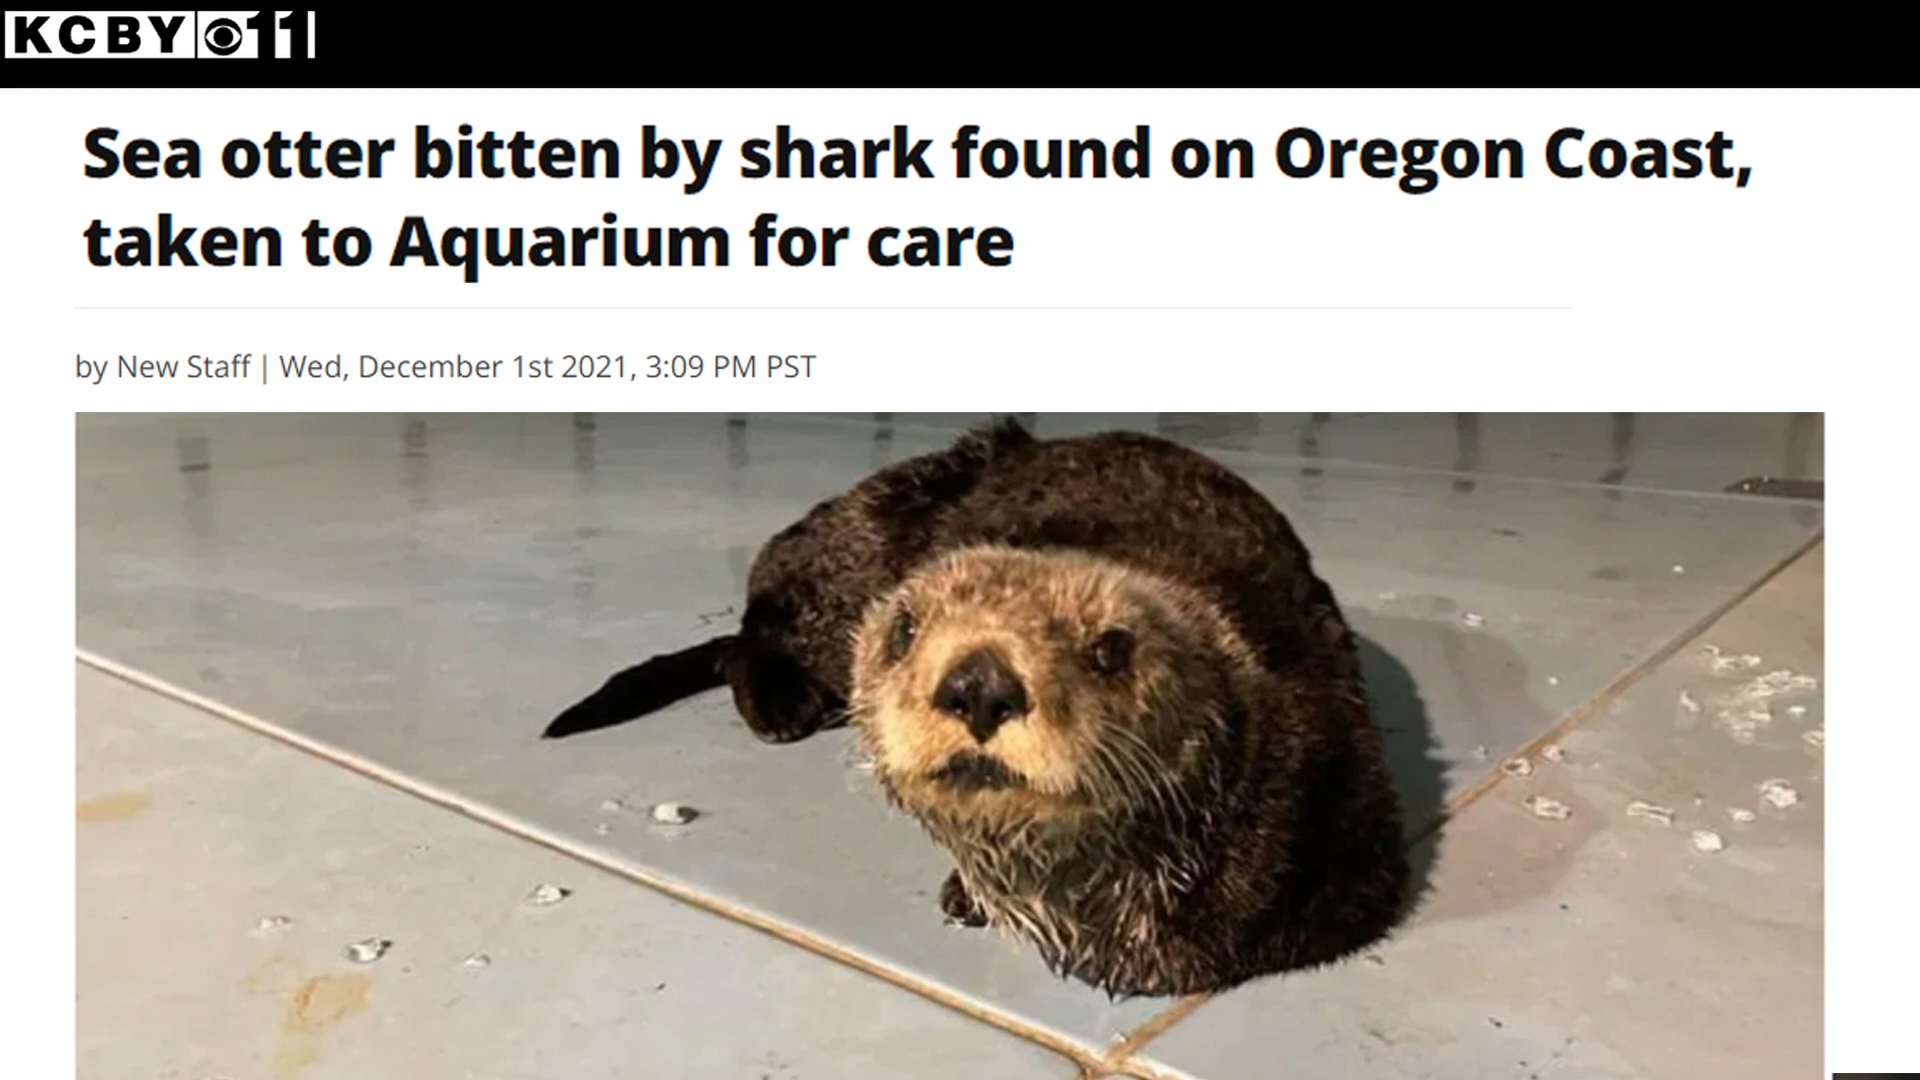 KCBY 11
Sea otter bitten by shark found on Oregon Coast,
taken to Aquarium for care
by New Staff | Wed, December 1st 2021, 3:09 PM PST